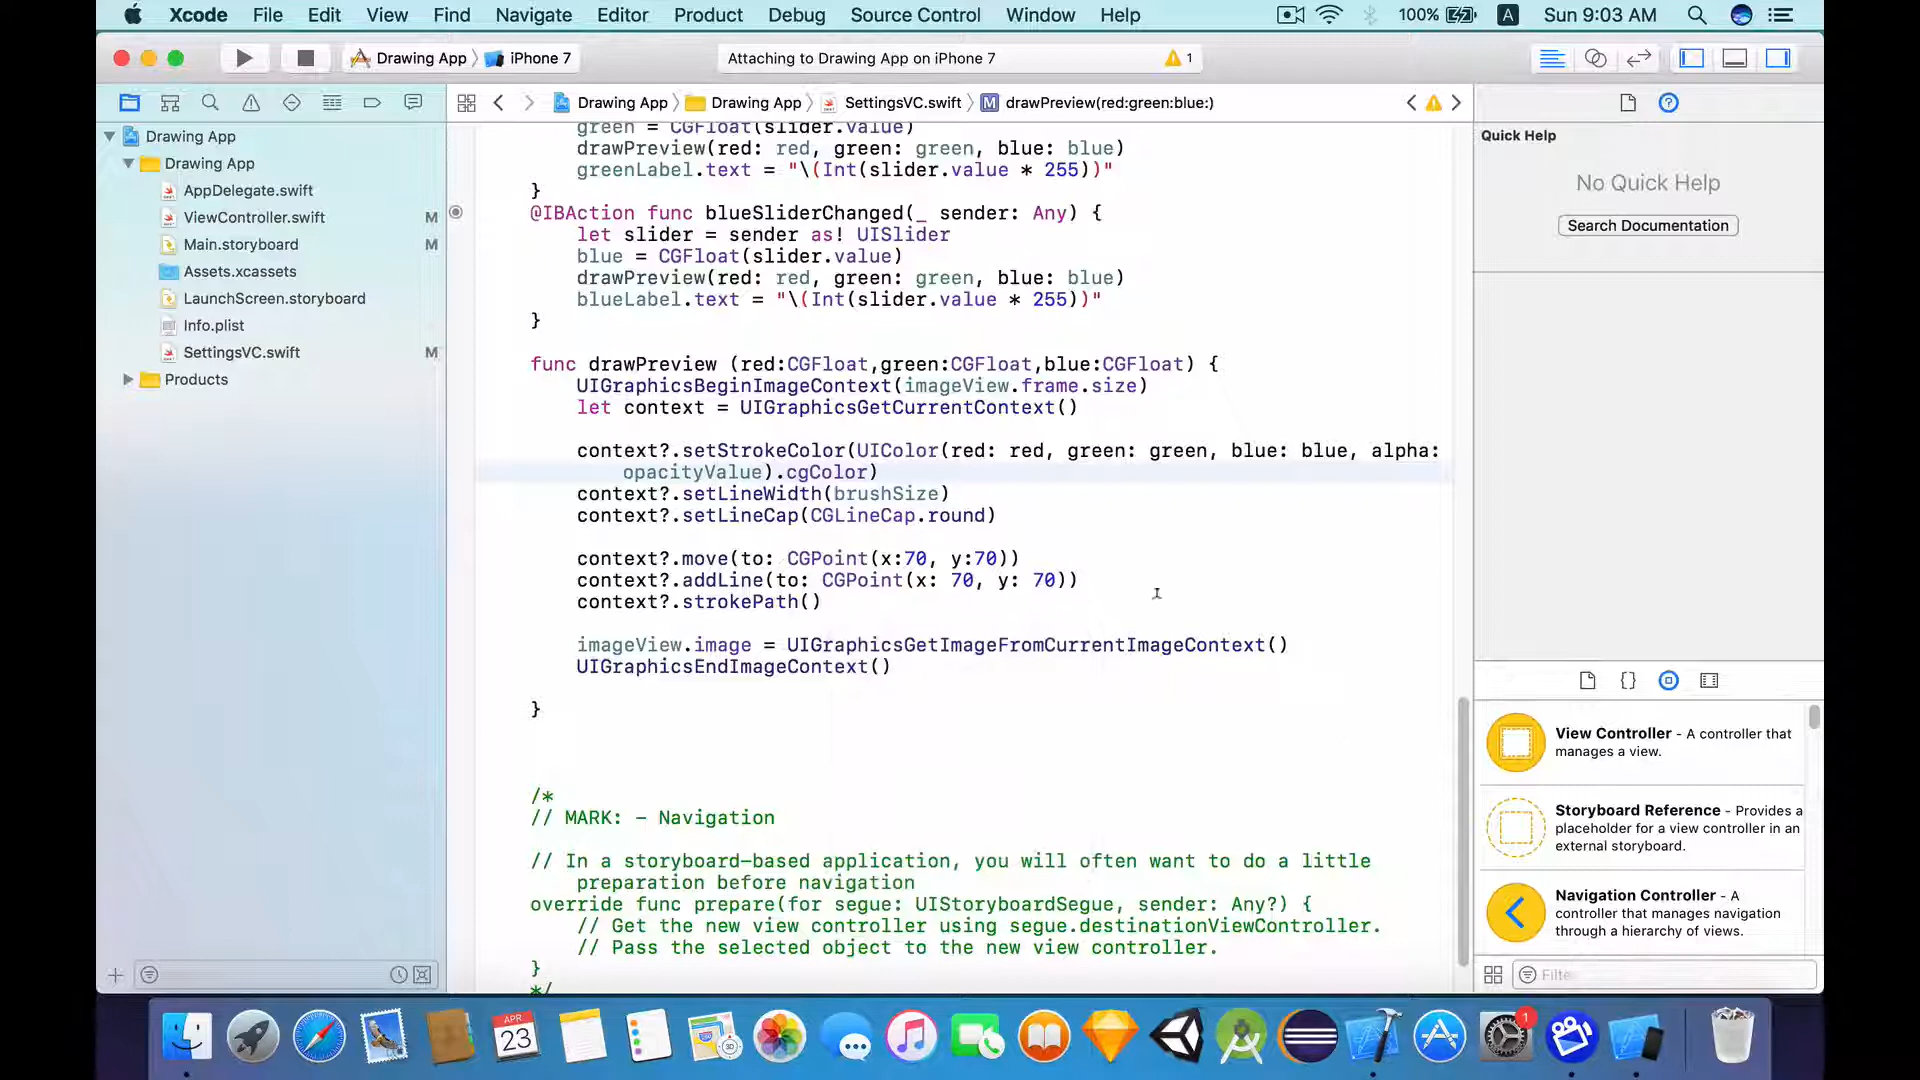 Xcode File Edit View Find Navigate Editor Product Debug Source Control Window Help 100% A Sun 9:03 AM
Drawing App iPhone 7 Attaching to Drawing App on iPhone 7 1
Drawing App Drawing App SettingsVC.swift M drawPreview(red:green:blue:)
Drawing App
Drawing App
AppDelegate.swift
ViewController.swift M
Main.storyboard M
Assets.xcassets
LaunchScreen.storyboard
Info.plist
SettingsVC.swift M
Products
green = CGFloat(slider.value)
drawPreview(red: red, green: green, blue: blue)
greenLabel.text = "\(Int(slider.value * 255))"
}
@IBAction func blueSliderChanged(_ sender: Any) {
let slider = sender as! UISlider
blue = CGFloat(slider.value)
drawPreview(red: red, green: green, blue: blue)
blueLabel.text = "\(Int(slider.value * 255))"
}
func drawPreview (red:CGFloat,green:CGFloat,blue:CGFloat) {
UIGraphicsBeginImageContext(imageView.frame.size)
let context = UIGraphicsGetCurrentContext()
context?.setStrokeColor(UIColor(red: red, green: green, blue: blue, alpha:
opacityValue).cgColor)
context?.setLineWidth(brushSize)
context?.setLineCap(CGLineCap.round)
context?.move(to: CGPoint(x:70, y:70))
context?.addLine(to: CGPoint(x: 70, y: 70))
context?.strokePath()
imageView.image = UIGraphicsGetImageFromCurrentImageContext()
UIGraphicsEndImageContext()
}
/*
// MARK: - Navigation
// In a storyboard-based application, you will often want to do a little
preparation before navigation
override func prepare(for segue: UIStoryboardSegue, sender: Any?) {
// Get the new view controller using segue.destinationViewController.
// Pass the selected object to the new view controller.
}
*/
Quick Help
No Quick Help
Search Documentation
{}
View Controller - A controller that
manages a view.
Storyboard Reference - Provides a
placeholder for a view controller in an
external storyboard.
Navigation Controller - A
controller that manages navigation
through a hierarchy of views.
Filter
APR
23
1